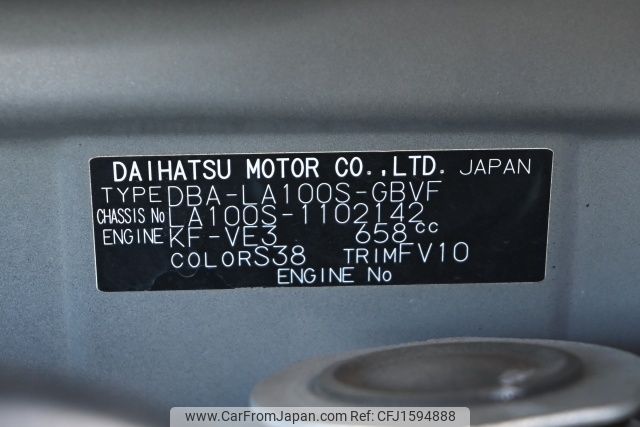 DAIHATSU MOTOR CO.,LTD. JAPAN
TYPE DBA-LA100S-GBVF
CHASSIS No LA100S-1102142
ENGINE KF-VE3 658cc
COLOR S38 TRIM FV10
ENGINE No
www.CarFromJapan.com Ref:CFJ1594888